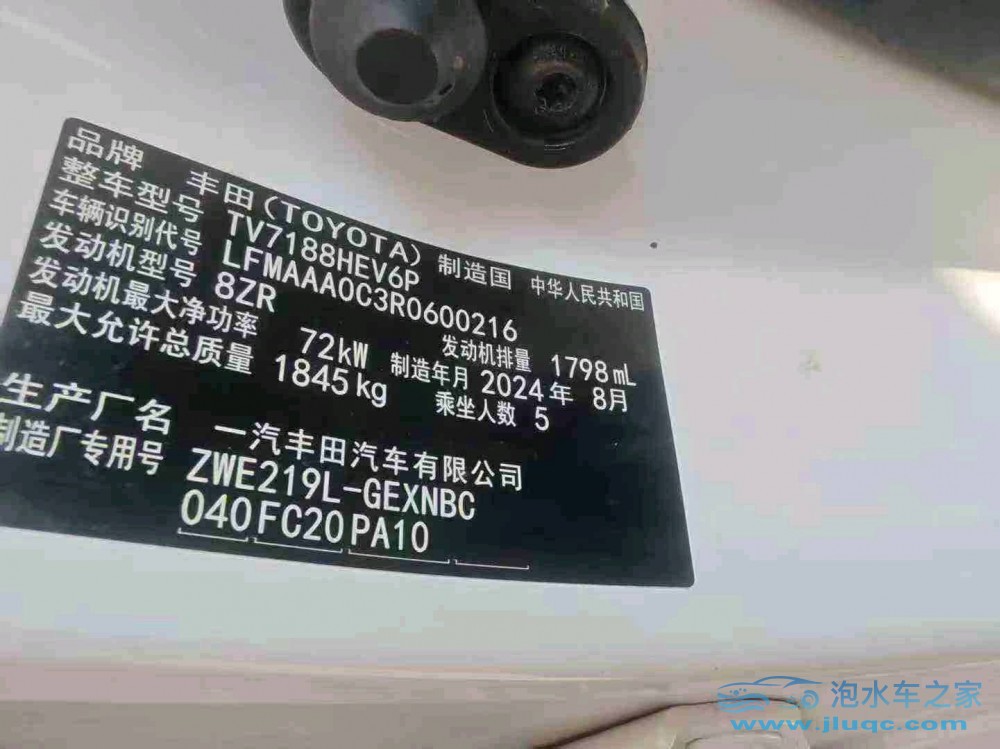 品牌 丰田(TOYOTA) 制造国 中华人民共和国
整车型号 TV7188HEV6P
车辆识别代号 LFMAAA0C3R0600216
发动机型号 8ZR 发动机排量 1798 mL
发动机最大净功率 72kW 制造年月 2024年 8月
最大允许总质量 1845kg 乘坐人数 5
生产厂名 一汽丰田汽车有限公司
制造厂专用号 ZWE219L-GEXNBC
040 FC20 PA10
泡水车之家
www.jluqc.com